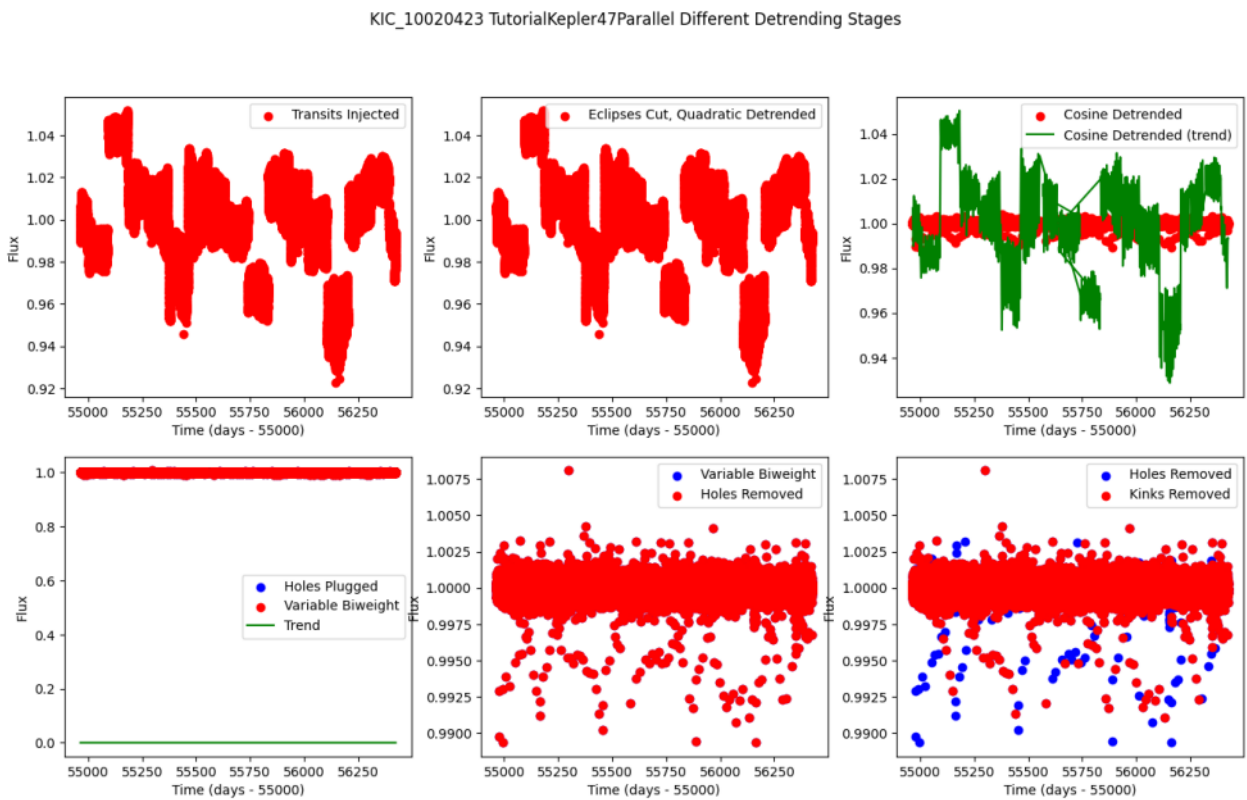 KIC_10020423 TutorialKepler47Parallel Different Detrending Stages
Transits Injected
1.04
1.02
1.00
0.98
0.96
0.94
0.92
Flux
55000 55250 55500 55750 56000 56250
Time (days - 55000)
Eclipses Cut, Quadratic Detrended
1.04
1.02
1.00
0.98
0.96
0.94
0.92
Flux
55000 55250 55500 55750 56000 56250
Time (days - 55000)
Cosine Detrended
Cosine Detrended (trend)
1.04
1.02
1.00
0.98
0.96
0.94
Flux
55000 55250 55500 55750 56000 56250
Time (days - 55000)
1.0
0.8
0.6
0.4
0.2
0.0
Flux
Holes Plugged
Variable Biweight
Trend
55000 55250 55500 55750 56000 56250
Time (days - 55000)
Variable Biweight
Holes Removed
1.0075
1.0050
1.0025
1.0000
0.9975
0.9950
0.9925
0.9900
Flux
55000 55250 55500 55750 56000 56250
Time (days - 55000)
Holes Removed
Kinks Removed
1.0075
1.0050
1.0025
1.0000
0.9975
0.9950
0.9925
0.9900
Flux
55000 55250 55500 55750 56000 56250
Time (days - 55000)